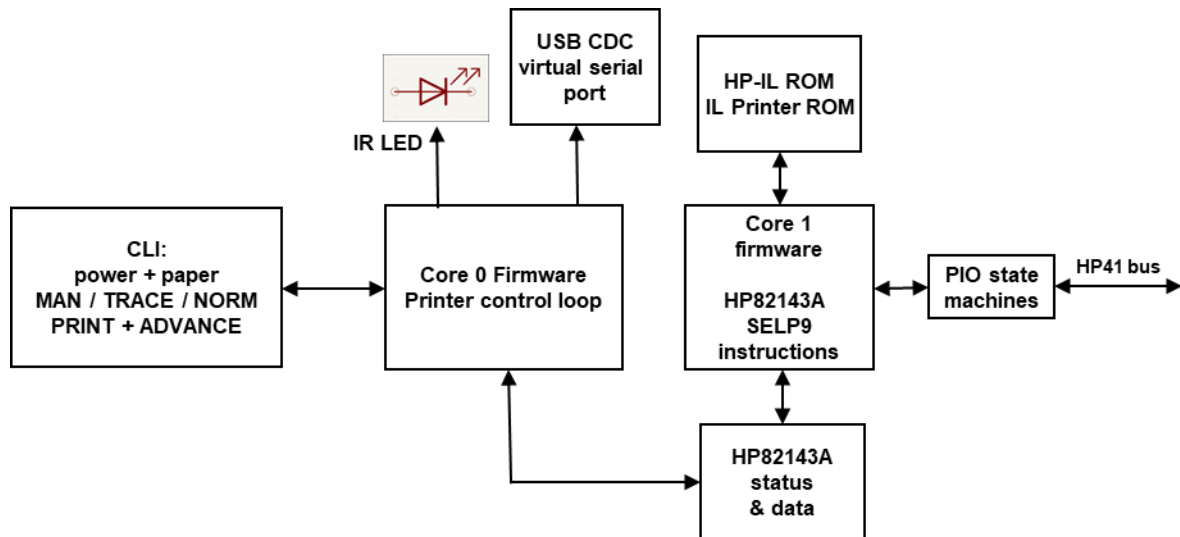 USB CDC
virtual serial
port
IR LED
HP-IL ROM
IL Printer ROM
CLI:
power + paper
MAN / TRACE / NORM
PRINT + ADVANCE
Core 0 Firmware
Printer control loop
Core 1
firmware
HP82143A
SELP9
instructions
PIO state
machines
HP41 bus
HP82143A
status
& data